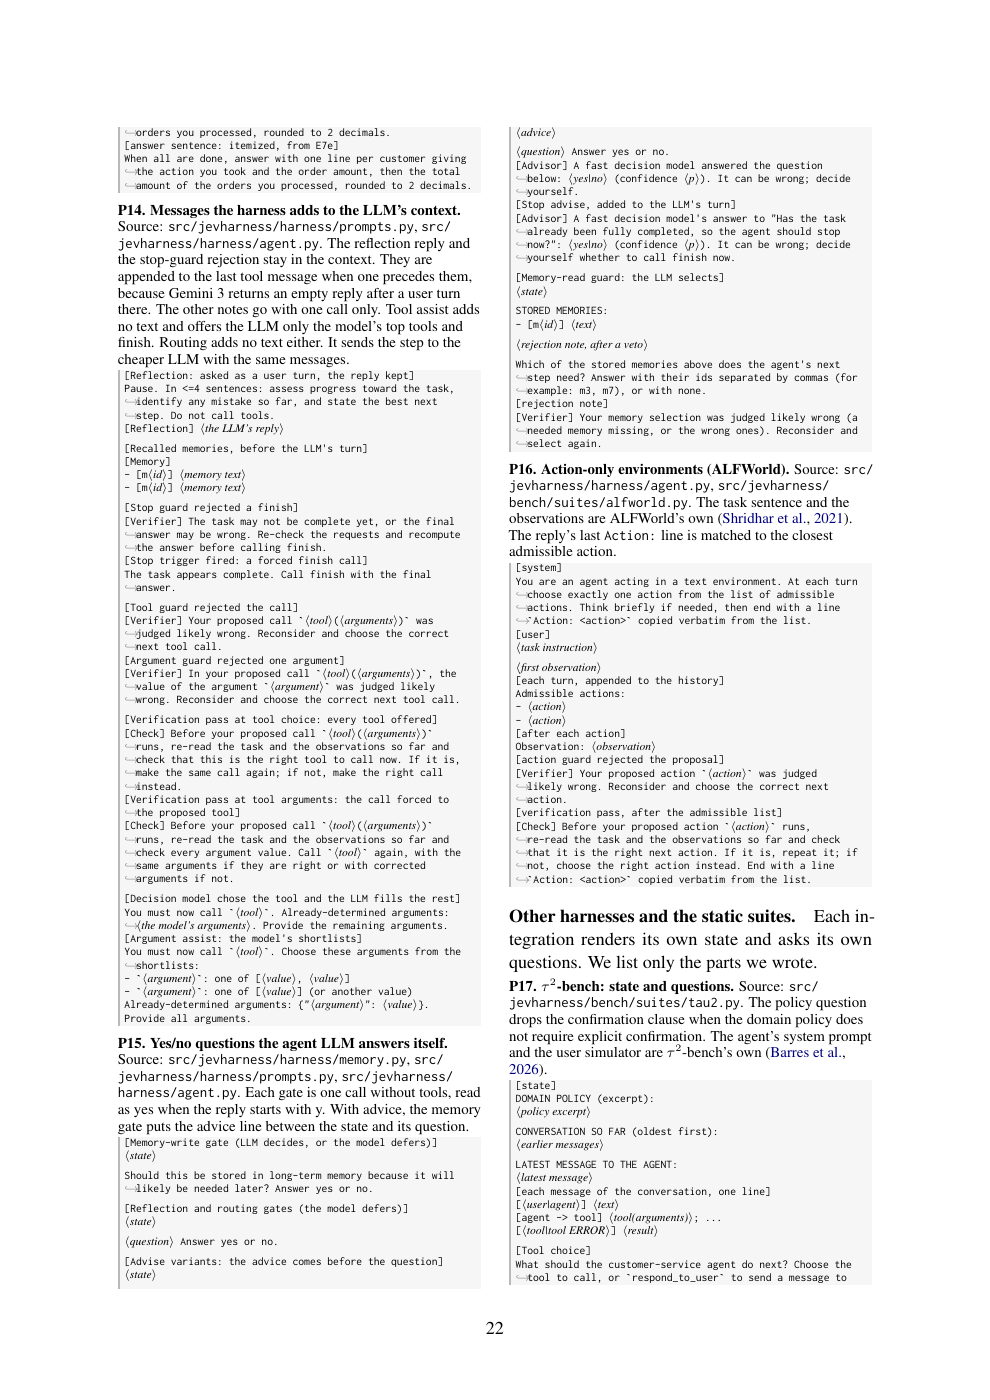 ↪orders you processed, rounded to 2 decimals.
[answer sentence: itemized, from E7e]
When all are done, answer with one line per customer giving
↪the action you took and the order amount, then the total
↪amount of the orders you processed, rounded to 2 decimals.
P14. Messages the harness adds to the LLM's context.
Source: src/jevharness/harness/prompts.py, src/
jevharness/harness/agent.py. The reflection reply and
the stop-guard rejection stay in the context. They are
appended to the last tool message when one precedes them,
because Gemini 3 returns an empty reply after a user turn
there. The other notes go with one call only. Tool assist adds
no text and offers the LLM only the model's top tools and
finish. Routing adds no text either. It sends the step to the
cheaper LLM with the same messages.
[Reflection: asked as a user turn, the reply kept]
Pause. In <=4 sentences: assess progress toward the task,
↪identify any mistake so far, and state the best next
↪step. Do not call tools.
[Reflection] ⟨the LLM's reply⟩
[Recalled memories, before the LLM's turn]
[Memory]
- [m⟨id⟩] ⟨memory text⟩
- [m⟨id⟩] ⟨memory text⟩
[Stop guard rejected a finish]
[Verifier] The task may not be complete yet, or the final
↪answer may be wrong. Re-check the requests and recompute
↪the answer before calling finish.
[Stop trigger fired: a forced finish call]
The task appears complete. Call finish with the final
↪answer.
[Tool guard rejected the call]
[Verifier] Your proposed call `⟨tool⟩(⟨arguments⟩)` was
↪judged likely wrong. Reconsider and choose the correct
↪next tool call.
[Argument guard rejected one argument]
[Verifier] In your proposed call `⟨tool⟩(⟨arguments⟩)`, the
↪value of the argument `⟨argument⟩` was judged likely
↪wrong. Reconsider and choose the correct next tool call.
[Verification pass at tool choice: every tool offered]
[Check] Before your proposed call `⟨tool⟩(⟨arguments⟩)`
↪runs, re-read the task and the observations so far and
↪check that this is the right tool to call now. If it is,
↪make the same call again; if not, make the right call
↪instead.
[Verification pass at tool arguments: the call forced to
↪the proposed tool]
[Check] Before your proposed call `⟨tool⟩(⟨arguments⟩)`
↪runs, re-read the task and the observations so far and
↪check every argument value. Call `⟨tool⟩` again, with the
↪same arguments if they are right or with corrected
↪arguments if not.
[Decision model chose the tool and the LLM fills the rest]
You must now call `⟨tool⟩`. Already-determined arguments:
↪⟨the model's arguments⟩. Provide the remaining arguments.
[Argument assist: the model's shortlists]
You must now call `⟨tool⟩`. Choose these arguments from the
↪shortlists:
- `⟨argument⟩`: one of [⟨value⟩, ⟨value⟩]
- `⟨argument⟩`: one of [⟨value⟩] (or another value)
Already-determined arguments: {"⟨argument⟩": ⟨value⟩}.
Provide all arguments.
P15. Yes/no questions the agent LLM answers itself.
Source: src/jevharness/harness/memory.py, src/
jevharness/harness/prompts.py, src/jevharness/
harness/agent.py. Each gate is one call without tools, read
as yes when the reply starts with y. With advice, the memory
gate puts the advice line between the state and its question.
[Memory-write gate (LLM decides, or the model defers)]
⟨state⟩
Should this be stored in long-term memory because it will
↪likely be needed later? Answer yes or no.
[Reflection and routing gates (the model defers)]
⟨state⟩
⟨question⟩ Answer yes or no.
[Advise variants: the advice comes before the question]
⟨state⟩
⟨advice⟩
⟨question⟩ Answer yes or no.
[Advisor] A fast decision model answered the question
↪below: ⟨yes|no⟩ (confidence ⟨p⟩). It can be wrong; decide
↪yourself.
[Stop advise, added to the LLM's turn]
[Advisor] A fast decision model's answer to "Has the task
↪already been fully completed, so the agent should stop
↪now?": ⟨yes|no⟩ (confidence ⟨p⟩). It can be wrong; decide
↪yourself whether to call finish now.
[Memory-read guard: the LLM selects]
⟨state⟩
STORED MEMORIES:
- [m⟨id⟩] ⟨text⟩
⟨rejection note, after a veto⟩
Which of the stored memories above does the agent's next
↪step need? Answer with their ids separated by commas (for
↪example: m3, m7), or with none.
[rejection note]
[Verifier] Your memory selection was judged likely wrong (a
↪needed memory missing, or the wrong ones). Reconsider and
↪select again.
P16. Action-only environments (ALFWorld). Source: src/
jevharness/harness/agent.py, src/jevharness/
bench/suites/alfworld.py. The task sentence and the
observations are ALFWorld's own (Shridhar et al., 2021).
The reply's last Action: line is matched to the closest
admissible action.
[system]
You are an agent acting in a text environment. At each turn
↪choose exactly one action from the list of admissible
↪actions. Think briefly if needed, then end with a line
↪`Action: <action>` copied verbatim from the list.
[user]
⟨task instruction⟩
⟨first observation⟩
[each turn, appended to the history]
Admissible actions:
- ⟨action⟩
- ⟨action⟩
[after each action]
Observation: ⟨observation⟩
[action guard rejected the proposal]
[Verifier] Your proposed action `⟨action⟩` was judged
↪likely wrong. Reconsider and choose the correct next
↪action.
[verification pass, after the admissible list]
[Check] Before your proposed action `⟨action⟩` runs,
↪re-read the task and the observations so far and check
↪that it is the right next action. If it is, repeat it; if
↪not, choose the right action instead. End with a line
↪`Action: <action>` copied verbatim from the list.
Other harnesses and the static suites. Each in-
tegration renders its own state and asks its own
questions. We list only the parts we wrote.
P17. τ²-bench: state and questions. Source: src/
jevharness/bench/suites/tau2.py. The policy question
drops the confirmation clause when the domain policy does
not require explicit confirmation. The agent's system prompt
and the user simulator are τ²-bench's own (Barres et al.,
2026).
[state]
DOMAIN POLICY (excerpt):
⟨policy excerpt⟩
CONVERSATION SO FAR (oldest first):
⟨earlier messages⟩
LATEST MESSAGE TO THE AGENT:
⟨latest message⟩
[each message of the conversation, one line]
[⟨user|agent⟩] ⟨text⟩
[agent -> tool] ⟨tool(arguments)⟩; ...
[⟨tool|tool ERROR⟩] ⟨result⟩
[Tool choice]
What should the customer-service agent do next? Choose the
↪tool to call, or `respond_to_user` to send a message to
22